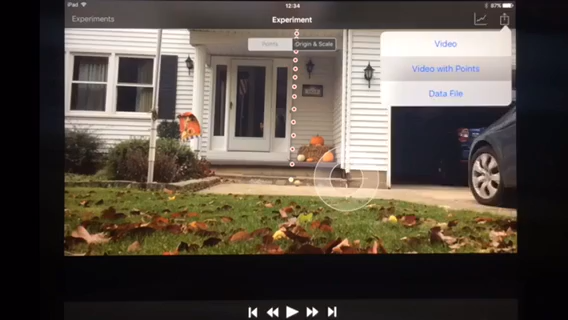 iPad
12:34
87%
Experiments
Experiment
Points
Origin & Scale
Video
Video with Points
Data File